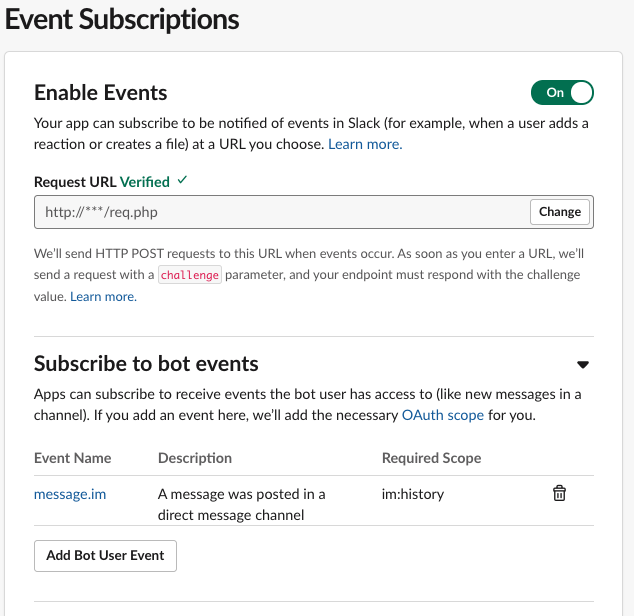 Event Subscriptions
Enable Events
On
Your app can subscribe to be notified of events in Slack (for example, when a user adds a
reaction or creates a file) at a URL you choose. Learn more.
Request URL Verified ✓
http://***/req.php
Change
We’ll send HTTP POST requests to this URL when events occur. As soon as you enter a URL, we’ll
send a request with a challenge parameter, and your endpoint must respond with the challenge
value. Learn more.
Subscribe to bot events
Apps can subscribe to receive events the bot user has access to (like new messages in a
channel). If you add an event here, we’ll add the necessary OAuth scope for you.
Event Name Description Required Scope
message.im A message was posted in a im:history
direct message channel
Add Bot User Event